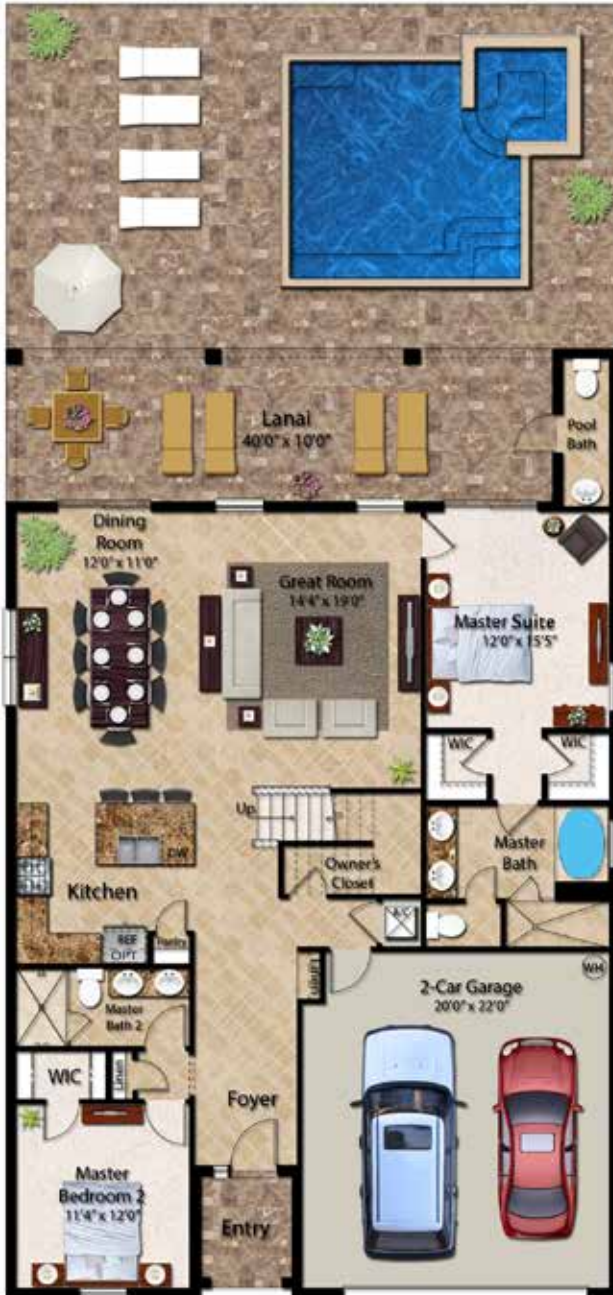 Lanai
40'0" x 10'0"
Pool
Bath
Dining
Room
12'0" x 11'0"
Great Room
14'4" x 19'0"
Master Suite
12'0" x 15'5"
WIC
WIC
Up
DW
Owner's
Closet
Master
Bath
Kitchen
A/C
REF
OPT
Pantry
Linen
WH
2-Car Garage
20'0" x 22'0"
Master
Bath 2
WIC
Linen
Foyer
Master
Bedroom 2
11'4" x 12'0"
Entry